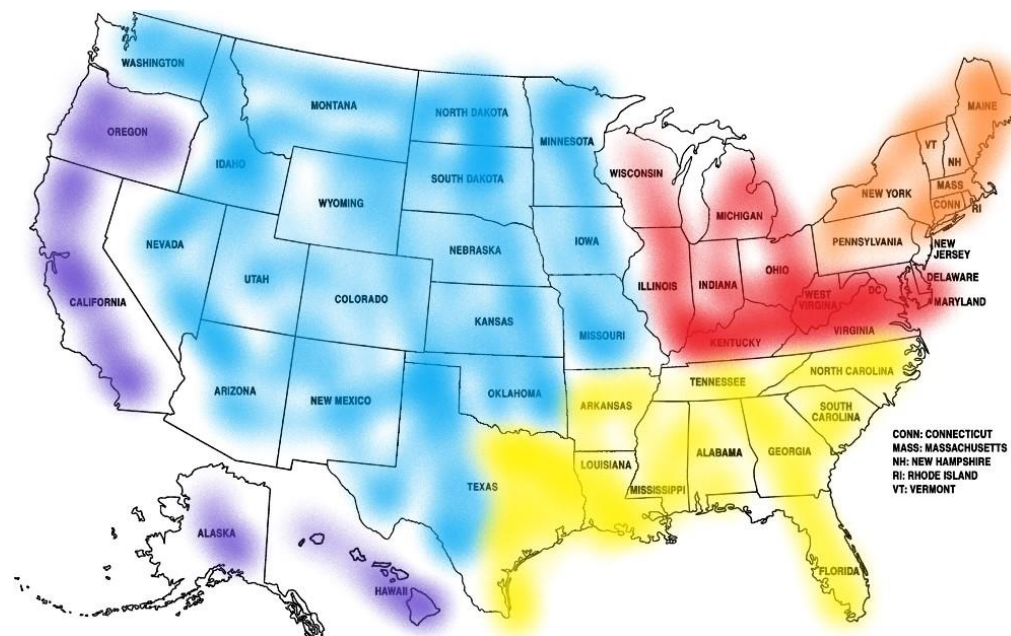 WASHINGTON
OREGON
CALIFORNIA
NEVADA
IDAHO
MONTANA
WYOMING
UTAH
COLORADO
ARIZONA
NEW MEXICO
NORTH DAKOTA
SOUTH DAKOTA
NEBRASKA
KANSAS
OKLAHOMA
TEXAS
MINNESOTA
IOWA
MISSOURI
ARKANSAS
LOUISIANA
WISCONSIN
ILLINOIS
MICHIGAN
INDIANA
OHIO
KENTUCKY
TENNESSEE
MISSISSIPPI
ALABAMA
GEORGIA
FLORIDA
SOUTH
CAROLINA
NORTH CAROLINA
VIRGINIA
WEST
VIRGINIA
DC
MARYLAND
DELAWARE
NEW
JERSEY
PENNSYLVANIA
NEW YORK
CONN
RI
MASS
VT
NH
MAINE
ALASKA
HAWAII
CONN: CONNECTICUT
MASS: MASSACHUSETTS
NH: NEW HAMPSHIRE
RI: RHODE ISLAND
VT: VERMONT